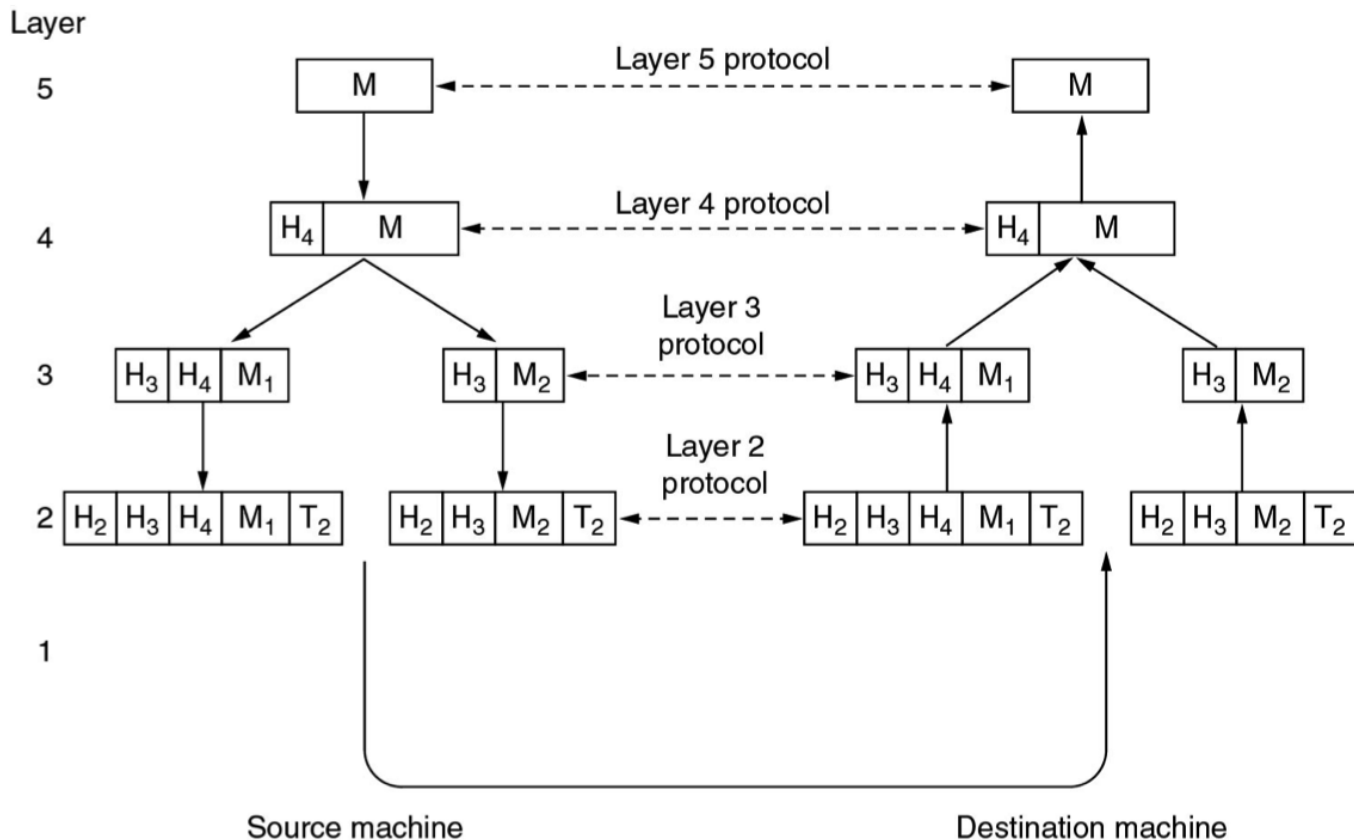 Layer
5 M Layer 5 protocol M
4 H₄ M Layer 4 protocol H₄ M
Layer 3
protocol
3 H₃ H₄ M₁ H₃ M₂ H₃ H₄ M₁ H₃ M₂
Layer 2
protocol
2 H₂ H₃ H₄ M₁ T₂ H₂ H₃ M₂ T₂ H₂ H₃ H₄ M₁ T₂ H₂ H₃ M₂ T₂
1
Source machine Destination machine